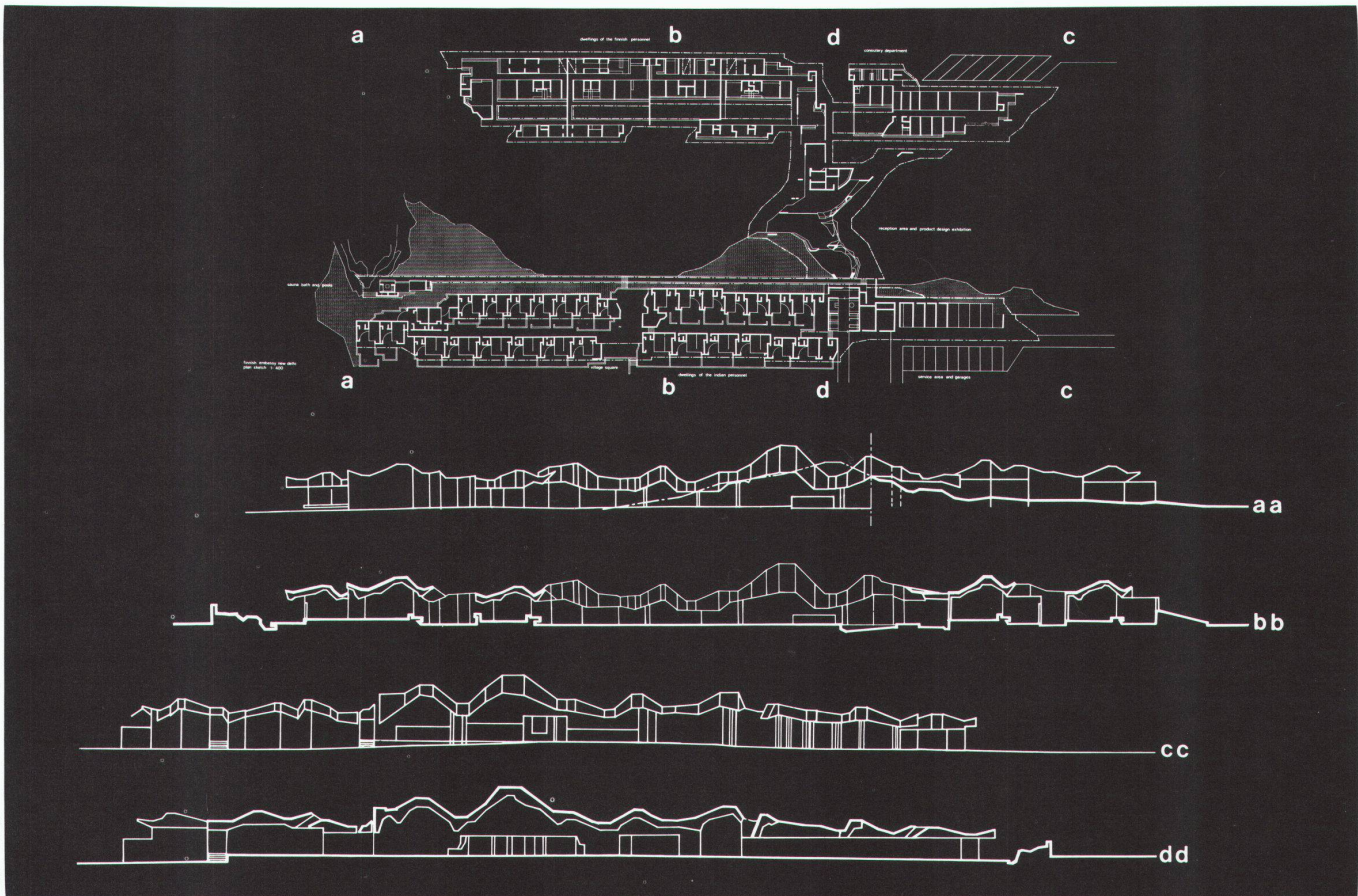 a
b
d
c
dwellings of the finnish personnel
consulary department
reception area and product design exhibition
sauna bath and pools
finnish embassy new delhi
plan sketch 1:400
village square
dwellings of the indian personnel
service area and garages
a
b
d
c
aa
bb
cc
dd